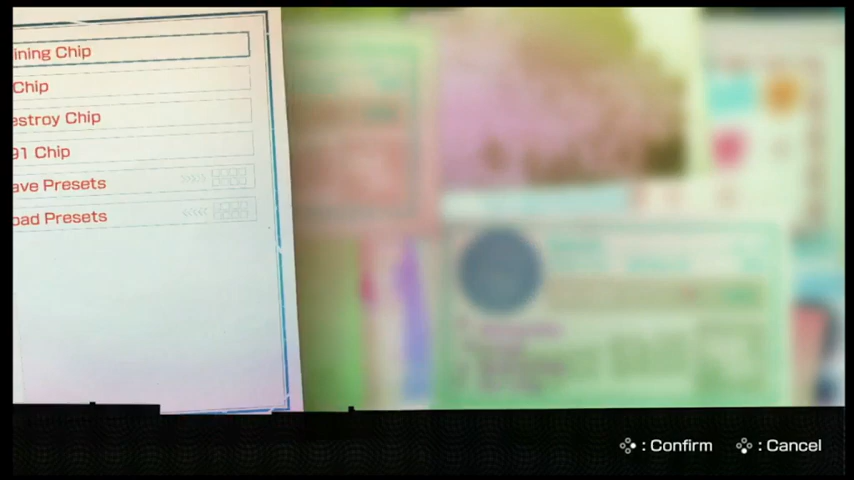 ining Chip
Chip
estroy Chip
91 Chip
ave Presets
oad Presets
: Confirm : Cancel